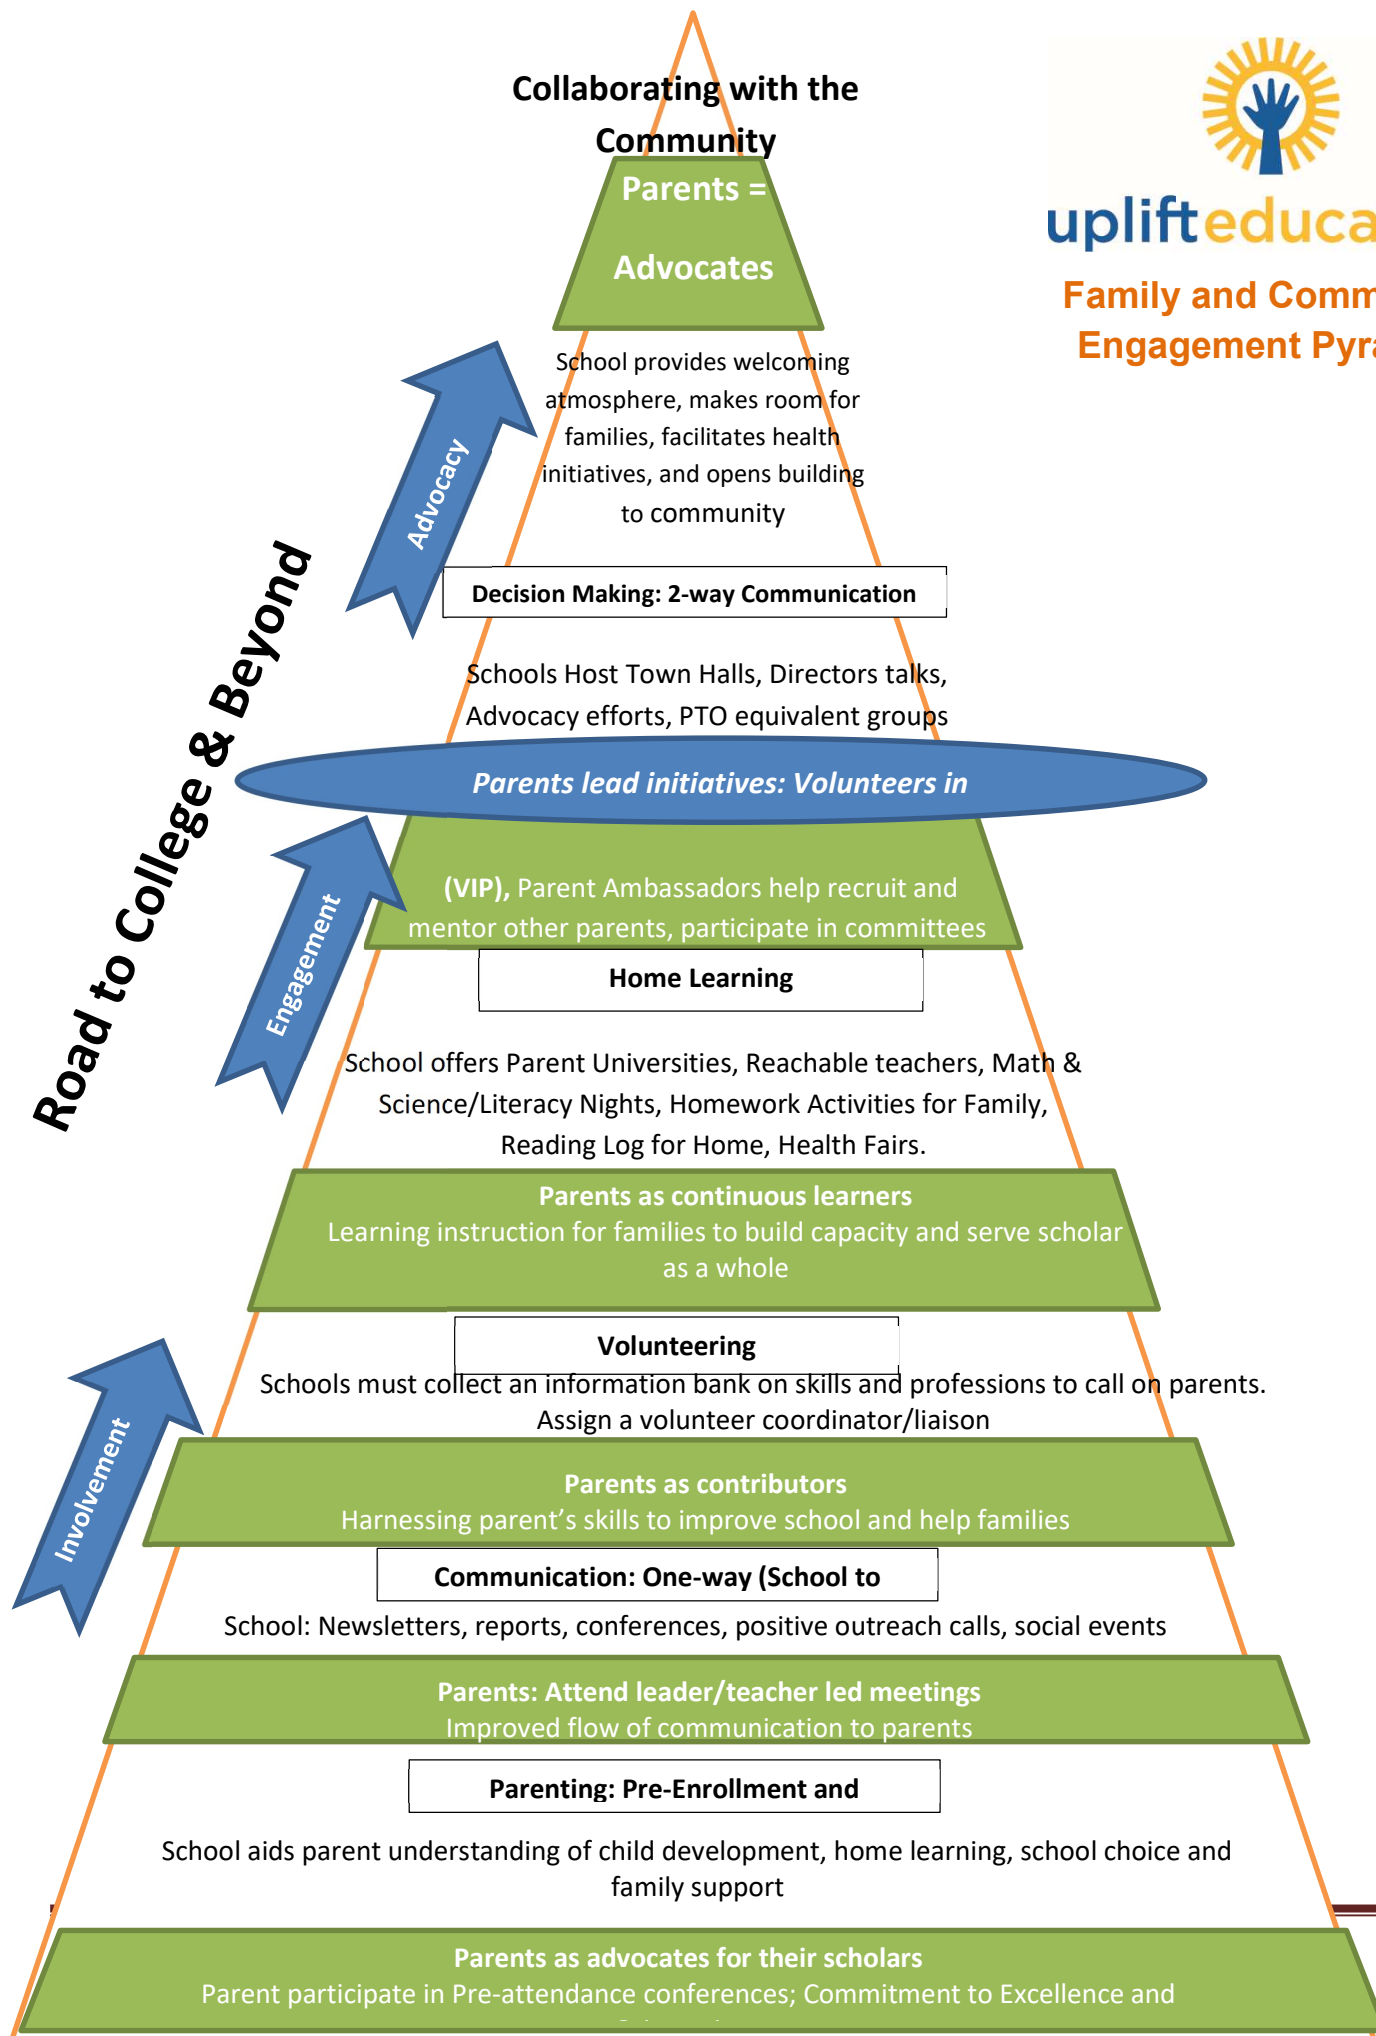 Collaborating with the
Community
Parents =
Advocates
uplift educa
Family and Comm
Engagement Pyra
School provides welcoming
atmosphere, makes room for
families, facilitates health
initiatives, and opens building
to community
Advocacy
Decision Making: 2-way Communication
Schools Host Town Halls, Directors talks,
Advocacy efforts, PTO equivalent groups
Road to College & Beyond
Parents lead initiatives: Volunteers in
(VIP), Parent Ambassadors help recruit and
mentor other parents, participate in committees
Engagement
Home Learning
School offers Parent Universities, Reachable teachers, Math &
Science/Literacy Nights, Homework Activities for Family,
Reading Log for Home, Health Fairs.
Parents as continuous learners
Learning instruction for families to build capacity and serve scholar
as a whole
Volunteering
Schools must collect an information bank on skills and professions to call on parents.
Assign a volunteer coordinator/liaison
Involvement
Parents as contributors
Harnessing parent’s skills to improve school and help families
Communication: One-way (School to
School: Newsletters, reports, conferences, positive outreach calls, social events
Parents: Attend leader/teacher led meetings
Improved flow of communication to parents
Parenting: Pre-Enrollment and
School aids parent understanding of child development, home learning, school choice and
family support
Parents as advocates for their scholars
Parent participate in Pre-attendance conferences; Commitment to Excellence and